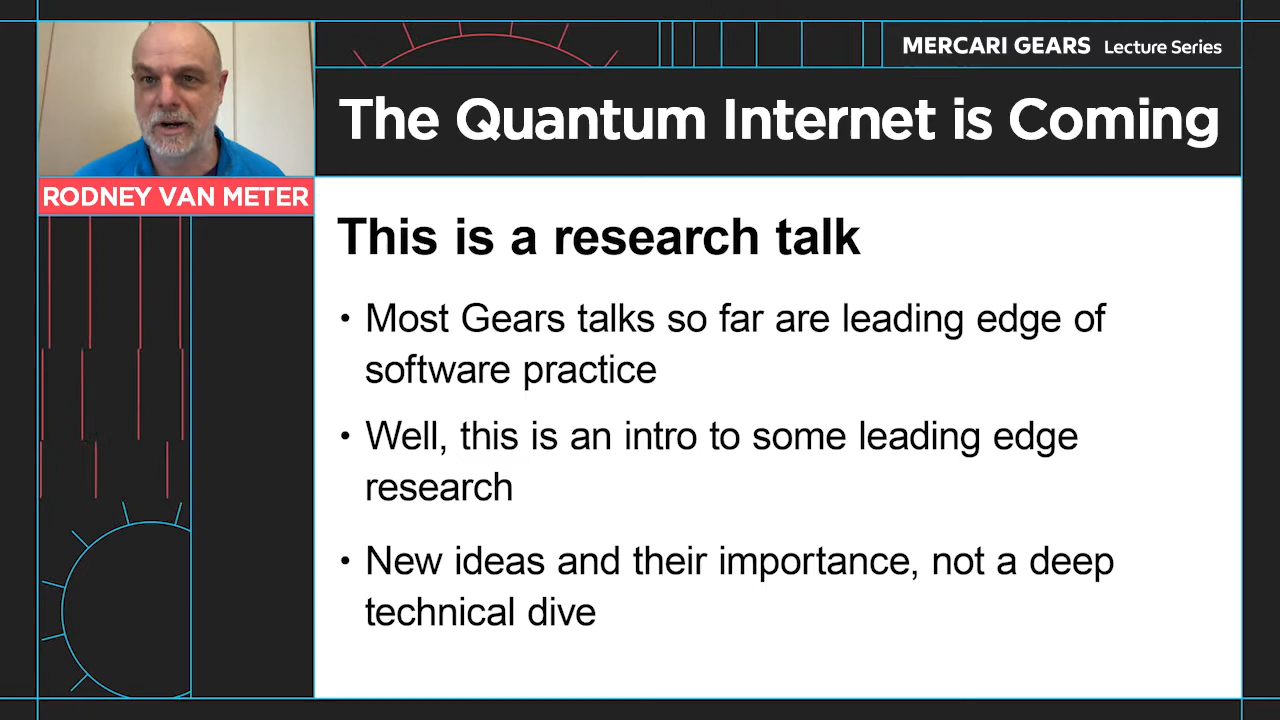 MERCARI GEARS Lecture Series
The Quantum Internet is Coming
RODNEY VAN METER
This is a research talk
• Most Gears talks so far are leading edge of
software practice
• Well, this is an intro to some leading edge
research
• New ideas and their importance, not a deep
technical dive